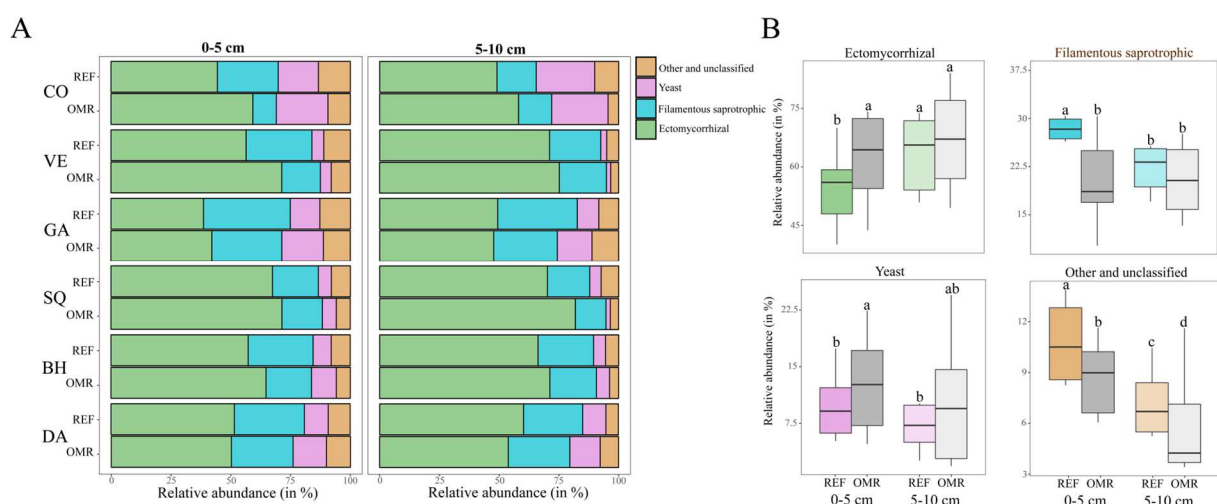 A
0-5 cm
5-10 cm
CO
REF
OMR
VE
REF
OMR
GA
REF
OMR
SQ
REF
OMR
BH
REF
OMR
DA
REF
OMR
0 25 50 75 100
0 25 50 75 100
Relative abundance (in %)
Relative abundance (in %)
Other and unclassified
Yeast
Filamentous saprotrophic
Ectomycorrhizal
B
Ectomycorrhizal
Relative abundance (in %)
75
60
45
b a a a
Filamentous saprotrophic
37.5
30
22.5
15
a b b b
Yeast
Relative abundance (in %)
22.5
15
7.5
b a b ab
REF OMR REF OMR
0-5 cm 5-10 cm
Other and unclassified
12
9
6
3
a b c d
REF OMR REF OMR
0-5 cm 5-10 cm